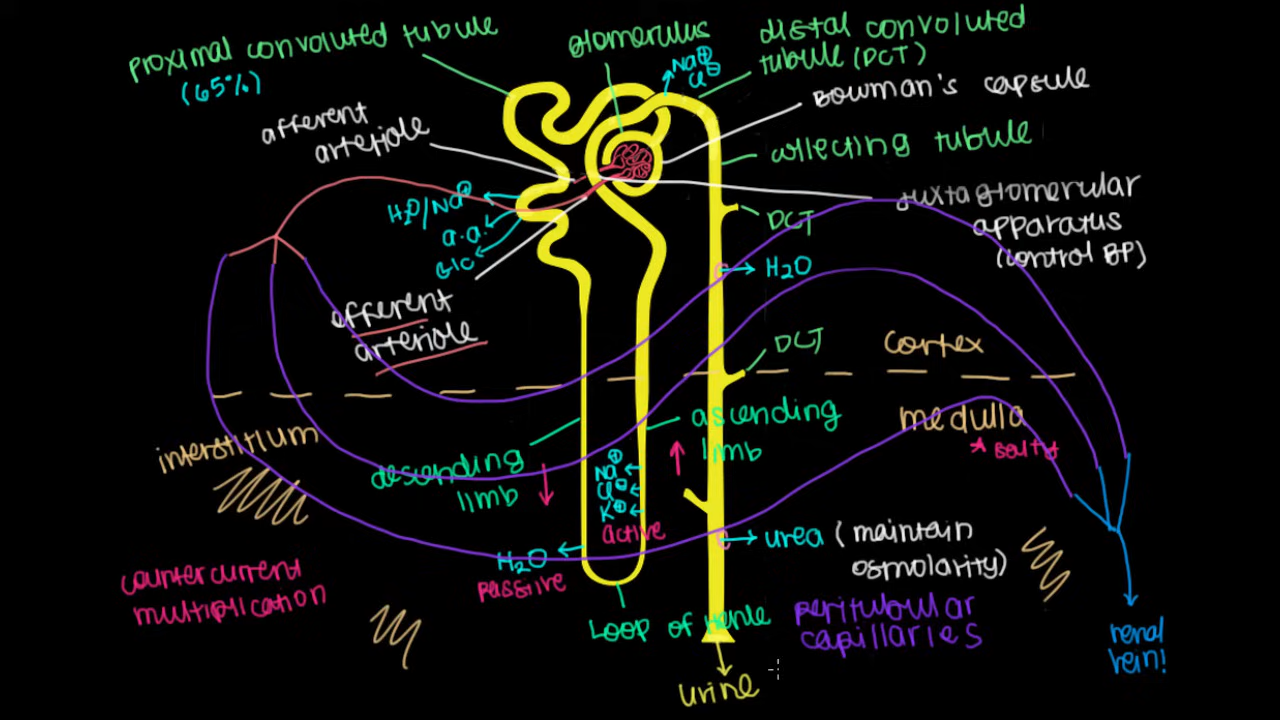 proximal convoluted tubule
(65%)
glomerulus
distal convoluted
tubule (DCT)
Na⊕
Cl⊖
Bowman's capsule
afferent
arteriole
collecting tubule
juxtaglomerular
apparatus
(control BP)
H2O/Na⊕
a.a.
Glc
DCT
H2O
efferent
arteriole
DCT
cortex
medulla
*salty
interstitium
descending
limb
ascending
limb
Na⊕
Cl⊖
K⊕
active
H2O
passive
urea (maintain
osmolarity)
countercurrent
multiplication
Loop of Henle
peritubular
capillaries
renal
vein!
urine